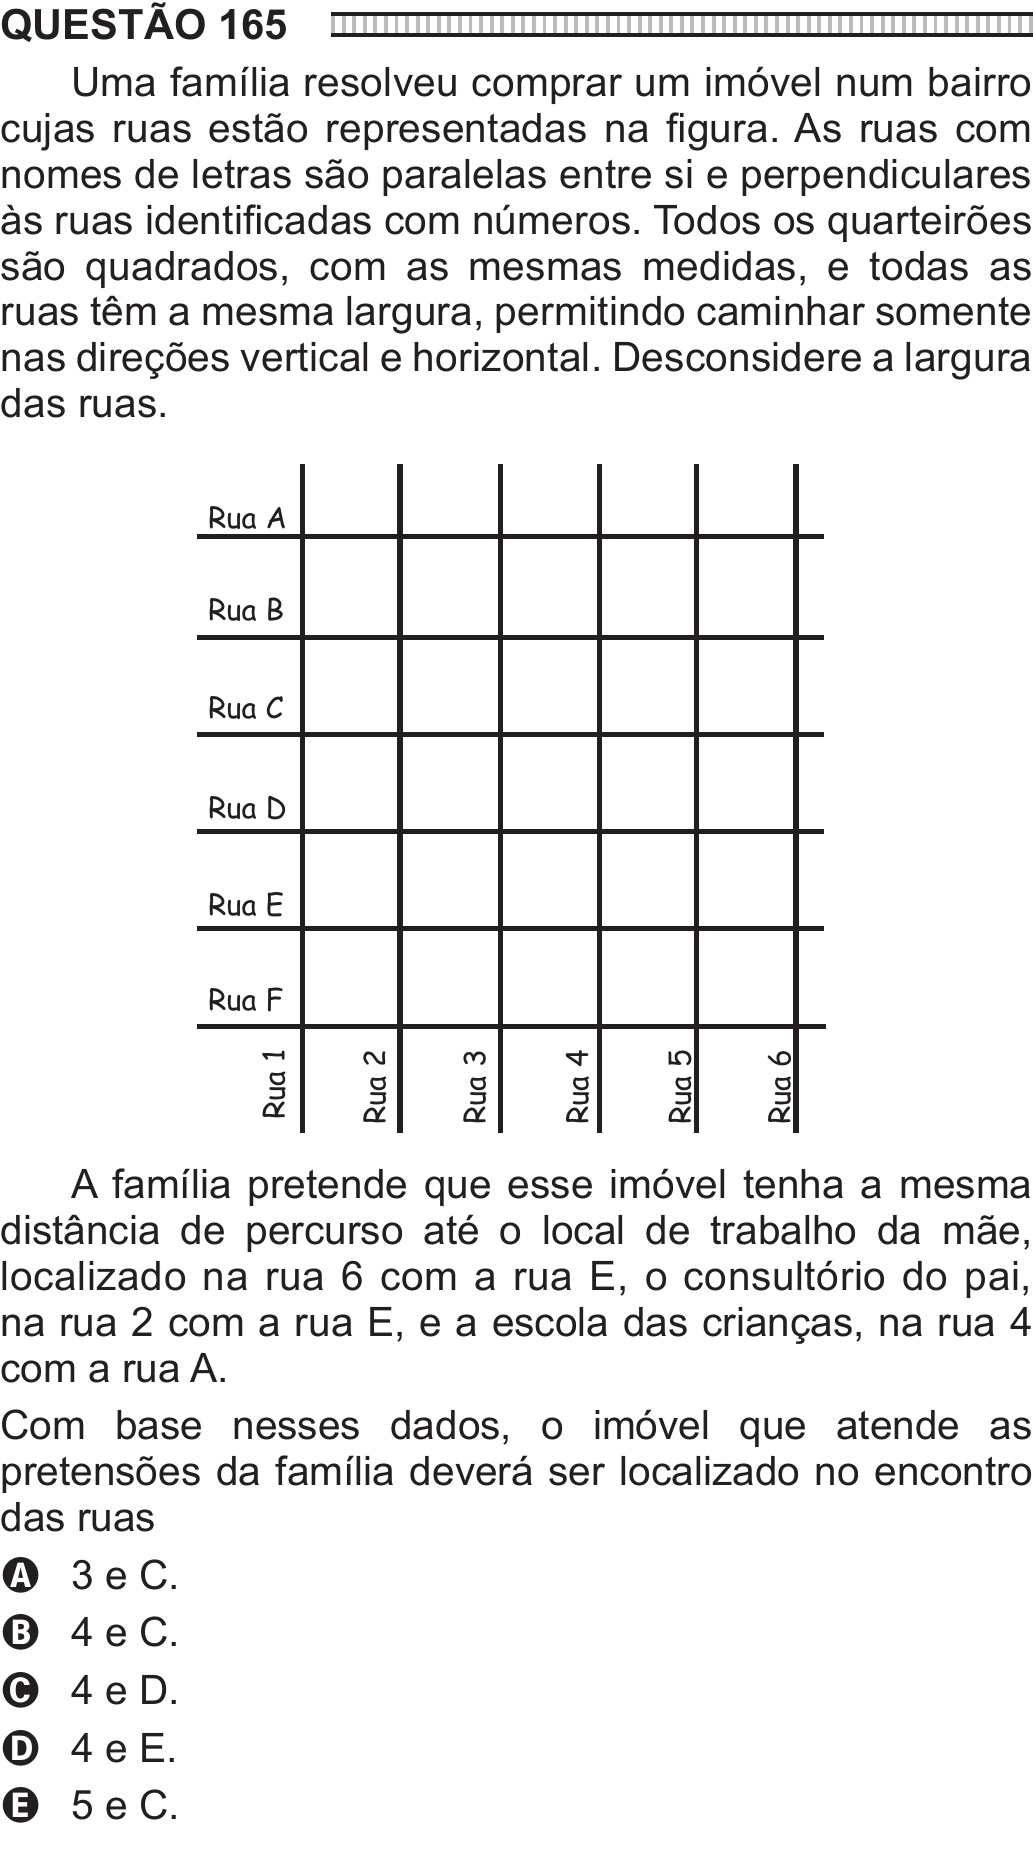 QUESTÃO 165
Uma família resolveu comprar um imóvel num bairro
cujas ruas estão representadas na figura. As ruas com
nomes de letras são paralelas entre si e perpendiculares
às ruas identificadas com números. Todos os quarteirões
são quadrados, com as mesmas medidas, e todas as
ruas têm a mesma largura, permitindo caminhar somente
nas direções vertical e horizontal. Desconsidere a largura
das ruas.
Rua A
Rua B
Rua C
Rua D
Rua E
Rua F
Rua 1
Rua 2
Rua 3
Rua 4
Rua 5
Rua 6
A família pretende que esse imóvel tenha a mesma
distância de percurso até o local de trabalho da mãe,
localizado na rua 6 com a rua E, o consultório do pai,
na rua 2 com a rua E, e a escola das crianças, na rua 4
com a rua A.
Com base nesses dados, o imóvel que atende as
pretensões da família deverá ser localizado no encontro
das ruas
A 3 e C.
B 4 e C.
C 4 e D.
D 4 e E.
E 5 e C.